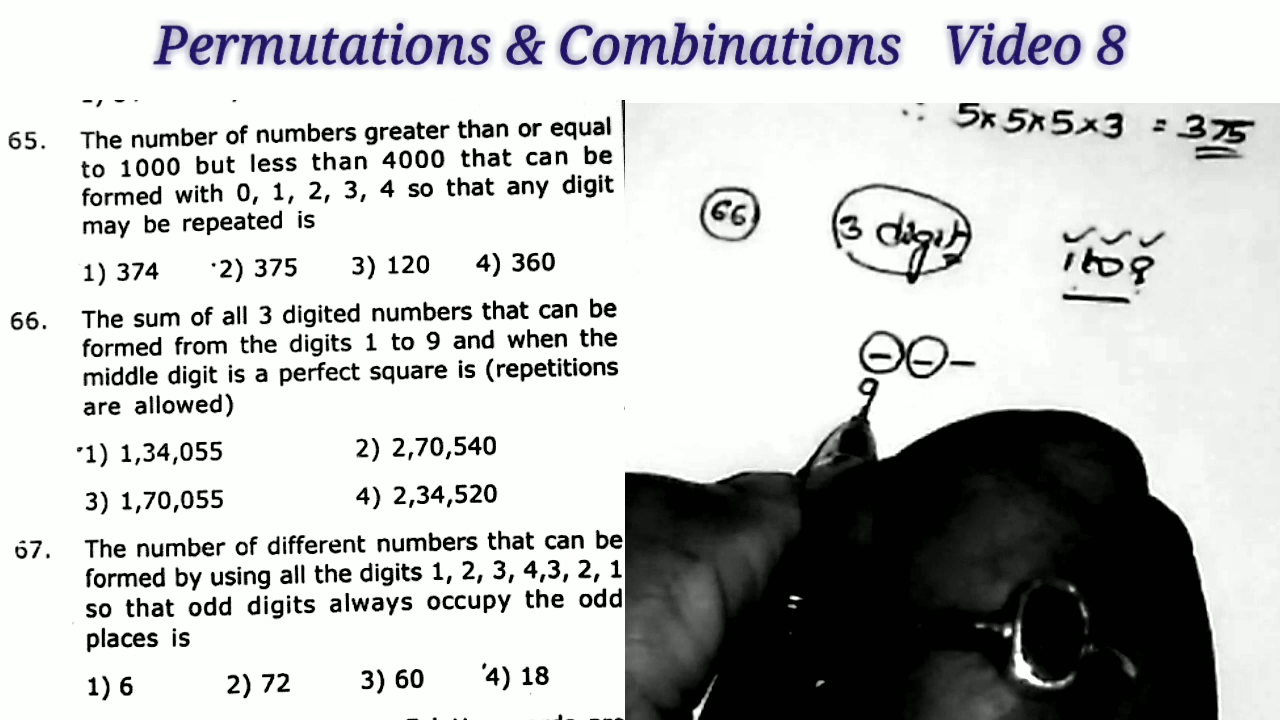 Permutations & Combinations Video 8
65. The number of numbers greater than or equal
to 1000 but less than 4000 that can be
formed with 0, 1, 2, 3, 4 so that any digit
may be repeated is
1) 374 2) 375 3) 120 4) 360
66. The sum of all 3 digited numbers that can be
formed from the digits 1 to 9 and when the
middle digit is a perfect square is (repetitions
are allowed)
1) 1,34,055 2) 2,70,540
3) 1,70,055 4) 2,34,520
67. The number of different numbers that can be
formed by using all the digits 1, 2, 3, 4,3, 2, 1
so that odd digits always occupy the odd
places is
1) 6 2) 72 3) 60 4) 18
∴ 5x5x5x3 = 375
66 3 digit 1 to 9
9